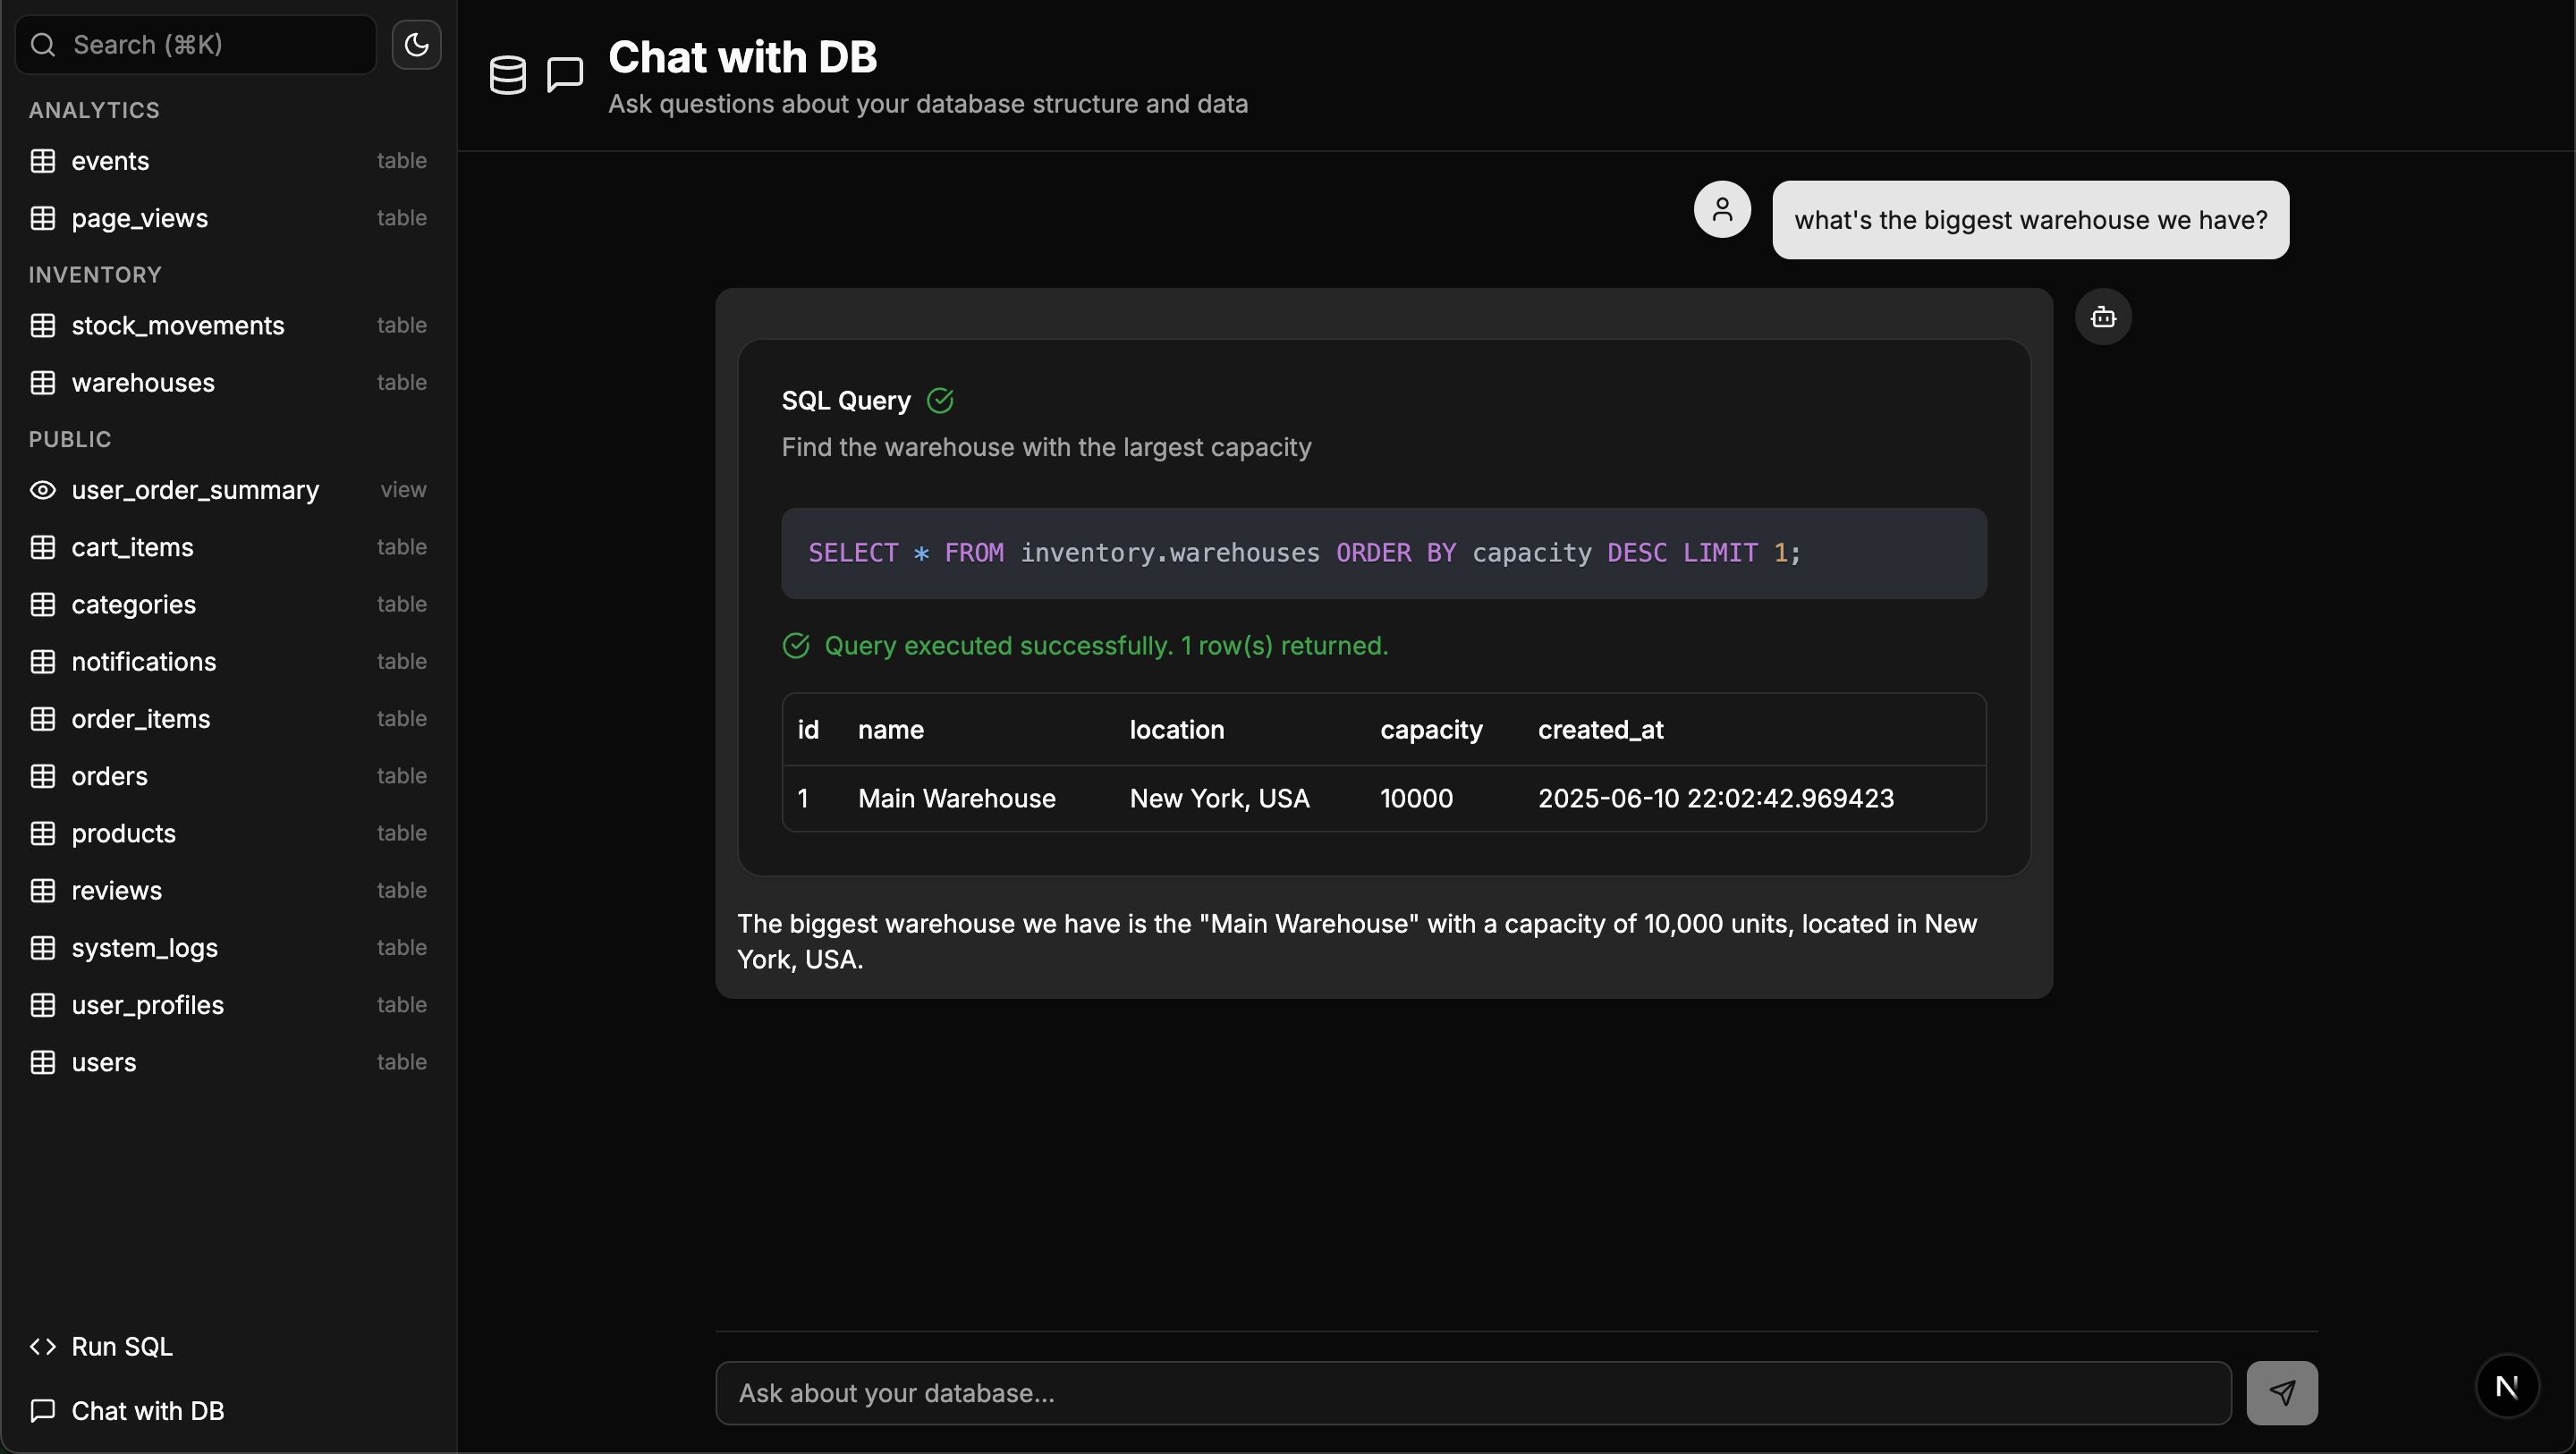 Search (⌘K)
ANALYTICS
events table
page_views table
INVENTORY
stock_movements table
warehouses table
PUBLIC
user_order_summary view
cart_items table
categories table
notifications table
order_items table
orders table
products table
reviews table
system_logs table
user_profiles table
users table
Run SQL
Chat with DB
Chat with DB
Ask questions about your database structure and data
what's the biggest warehouse we have?
SQL Query
Find the warehouse with the largest capacity
SELECT * FROM inventory.warehouses ORDER BY capacity DESC LIMIT 1;
Query executed successfully. 1 row(s) returned.
id name location capacity created_at
1 Main Warehouse New York, USA 10000 2025-06-10 22:02:42.969423
The biggest warehouse we have is the "Main Warehouse" with a capacity of 10,000 units, located in New
York, USA.
Ask about your database...
N